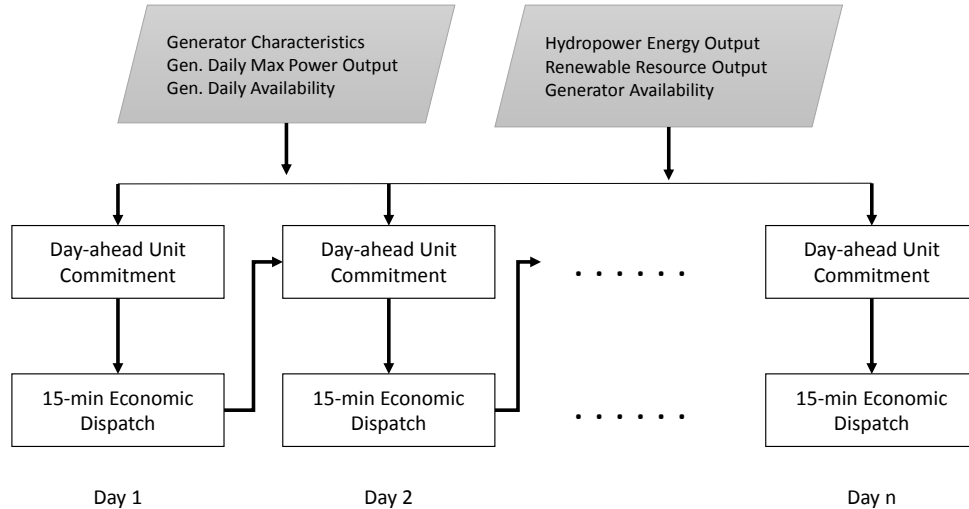 Generator Characteristics
Gen. Daily Max Power Output
Gen. Daily Availability
Hydropower Energy Output
Renewable Resource Output
Generator Availability
Day-ahead Unit
Commitment
Day-ahead Unit
Commitment
. . . . . .
Day-ahead Unit
Commitment
15-min Economic
Dispatch
15-min Economic
Dispatch
. . . . . .
15-min Economic
Dispatch
Day 1
Day 2
Day n